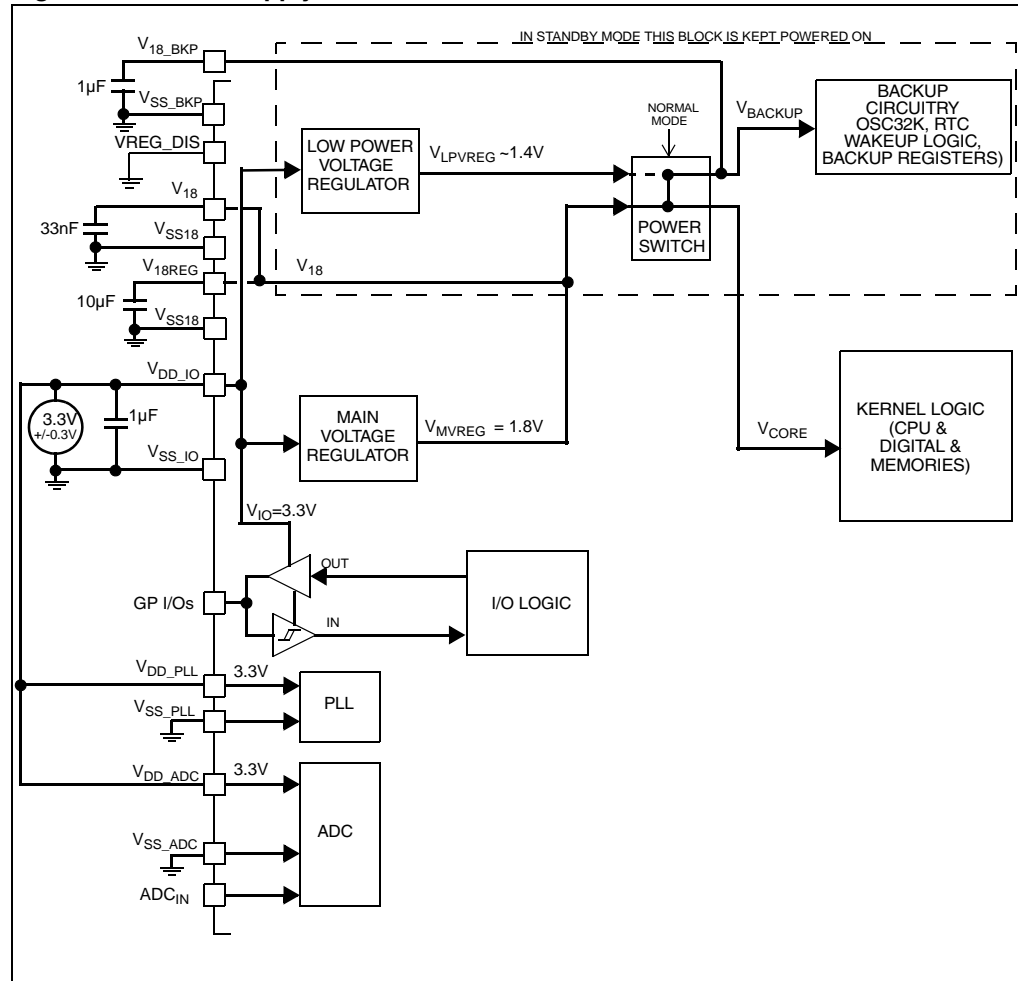 IN STANDBY MODE THIS BLOCK IS KEPT POWERED ON
V18_BKP
1µF
VSS_BKP
VREG_DIS
V18
33nF
VSS18
V18REG
10µF
VSS18
VDD_IO
3.3V
+/-0.3V
1µF
VSS_IO
LOW POWER
VOLTAGE
REGULATOR
VLPVREG ~1.4V
NORMAL
MODE
POWER
SWITCH
VBACKUP
BACKUP
CIRCUITRY
OSC32K, RTC
WAKEUP LOGIC,
BACKUP REGISTERS)
V18
MAIN
VOLTAGE
REGULATOR
VMVREG = 1.8V
VCORE
KERNEL LOGIC
(CPU &
DIGITAL &
MEMORIES)
VIO=3.3V
OUT
GP I/Os
IN
I/O LOGIC
VDD_PLL
3.3V
VSS_PLL
PLL
VDD_ADC
3.3V
VSS_ADC
ADCIN
ADC